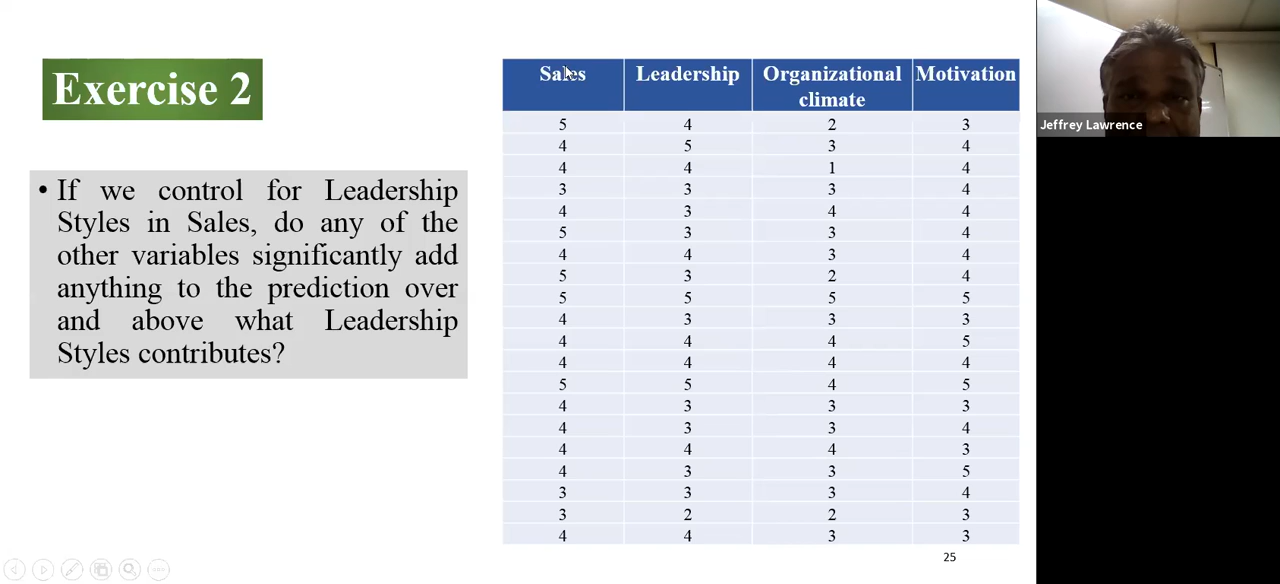 Exercise 2
• If we control for Leadership
Styles in Sales, do any of the
other variables significantly add
anything to the prediction over
and above what Leadership
Styles contributes?
Sales Leadership Organizational climate Motivation
5 4 2 3
4 5 3 4
4 4 1 4
3 3 3 4
4 3 4 4
5 3 3 4
4 4 3 4
5 3 2 4
5 5 5 5
4 3 3 3
4 4 4 5
4 4 4 4
5 5 4 5
4 3 3 3
4 3 3 4
4 4 4 3
4 3 3 5
3 3 3 4
3 2 2 3
4 4 3 3
25
Jeffrey Lawrence